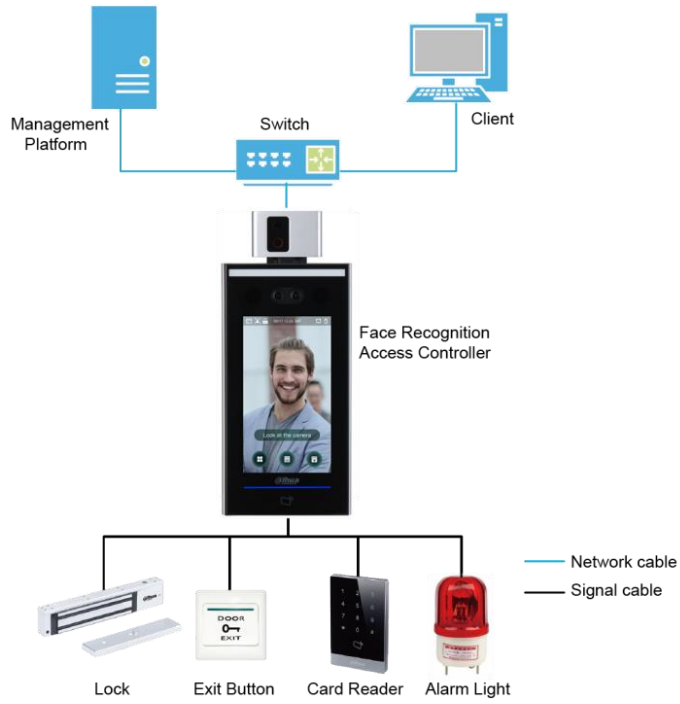 Management
Platform
Switch
Client
Face Recognition
Access Controller
Look at the camera
alhua
DOOR
EXIT
Network cable
Signal cable
Lock
Exit Button
Card Reader
Alarm Light